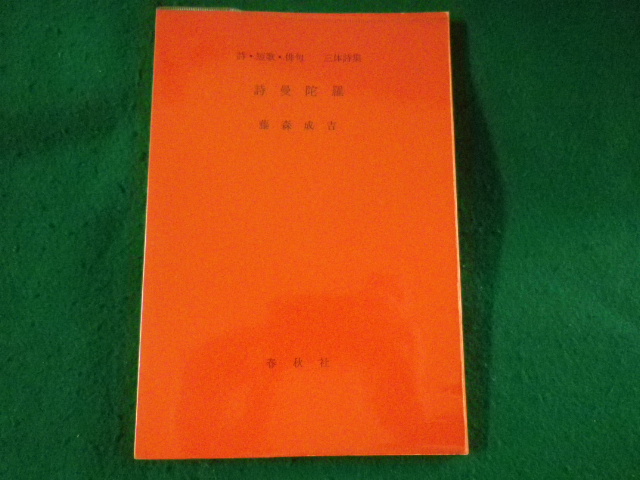 詩・短歌・俳句　三体詩集
詩曼陀羅
藤森成吉
春秋社